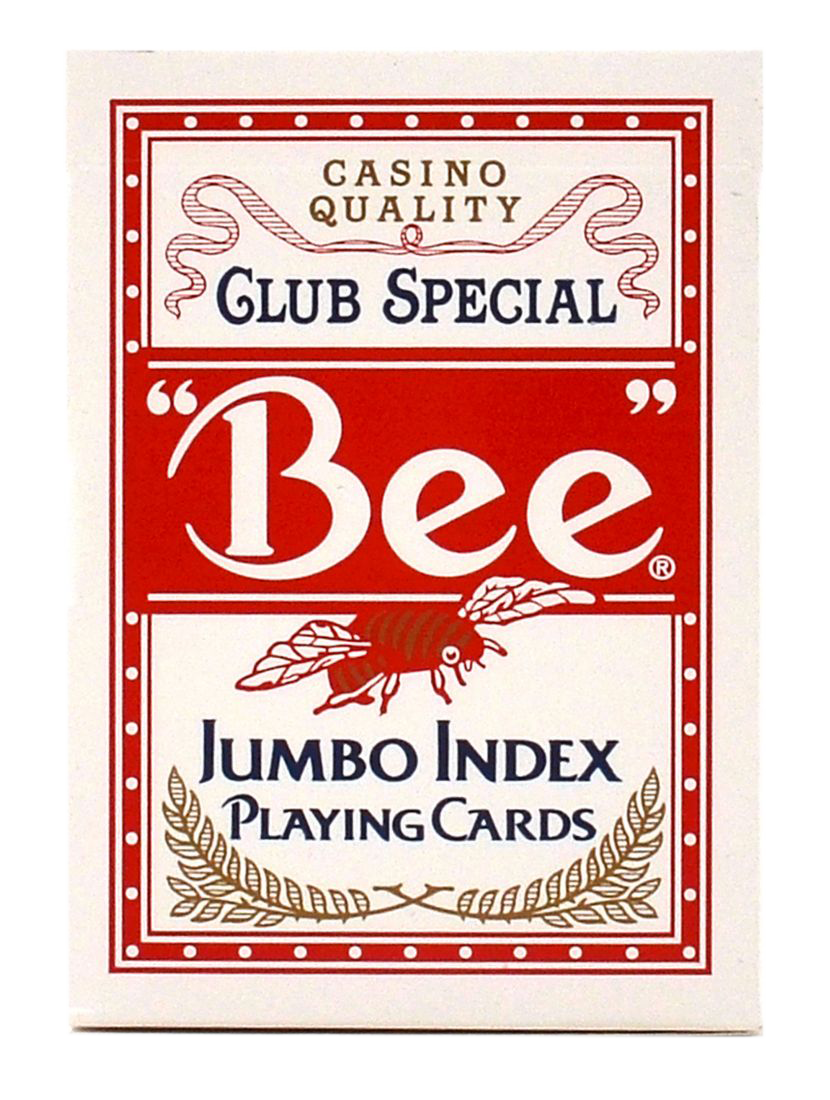 CASINO
QUALITY
CLUB SPECIAL
“Bee”®
JUMBO INDEX
PLAYING CARDS